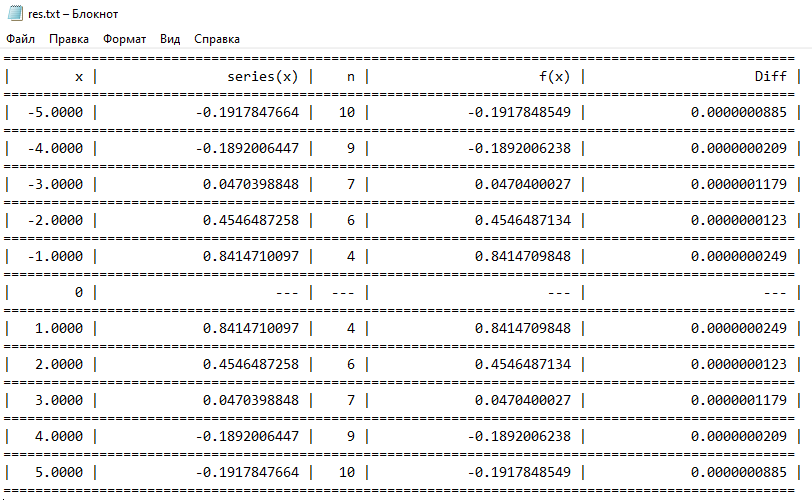 res.txt – Блокнот
Файл Правка Формат Вид Справка
==========================================================================================
| x | series(x) | n | f(x) | Diff |
==========================================================================================
| -5.0000 | -0.1917847664 | 10 | -0.1917848549 | 0.0000000885 |
==========================================================================================
| -4.0000 | -0.1892006447 | 9 | -0.1892006238 | 0.0000000209 |
==========================================================================================
| -3.0000 | 0.0470398848 | 7 | 0.0470400027 | 0.0000001179 |
==========================================================================================
| -2.0000 | 0.4546487258 | 6 | 0.4546487134 | 0.0000000123 |
==========================================================================================
| -1.0000 | 0.8414710097 | 4 | 0.8414709848 | 0.0000000249 |
==========================================================================================
| 0 | --- | --- | --- | --- |
==========================================================================================
| 1.0000 | 0.8414710097 | 4 | 0.8414709848 | 0.0000000249 |
==========================================================================================
| 2.0000 | 0.4546487258 | 6 | 0.4546487134 | 0.0000000123 |
==========================================================================================
| 3.0000 | 0.0470398848 | 7 | 0.0470400027 | 0.0000001179 |
==========================================================================================
| 4.0000 | -0.1892006447 | 9 | -0.1892006238 | 0.0000000209 |
==========================================================================================
| 5.0000 | -0.1917847664 | 10 | -0.1917848549 | 0.0000000885 |
==========================================================================================